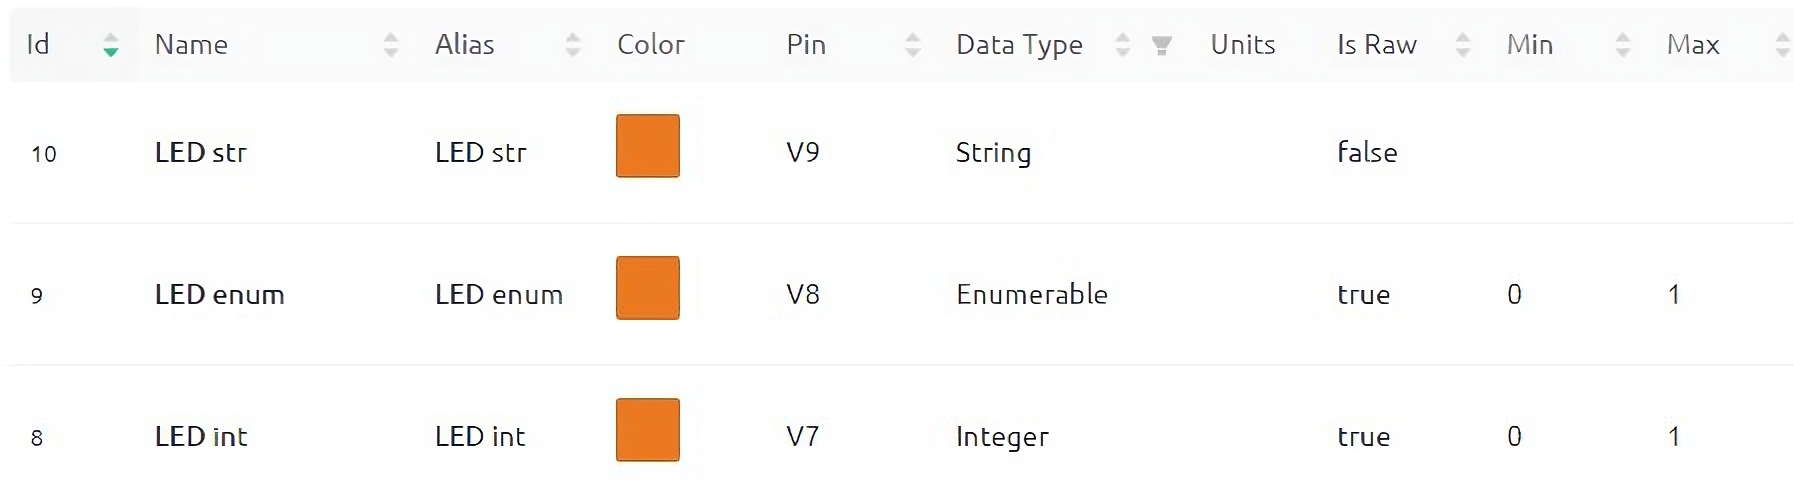 Id Name Alias Color Pin Data Type Units Is Raw Min Max
10 LED str LED str V9 String false
9 LED enum LED enum V8 Enumerable true 0 1
8 LED int LED int V7 Integer true 0 1